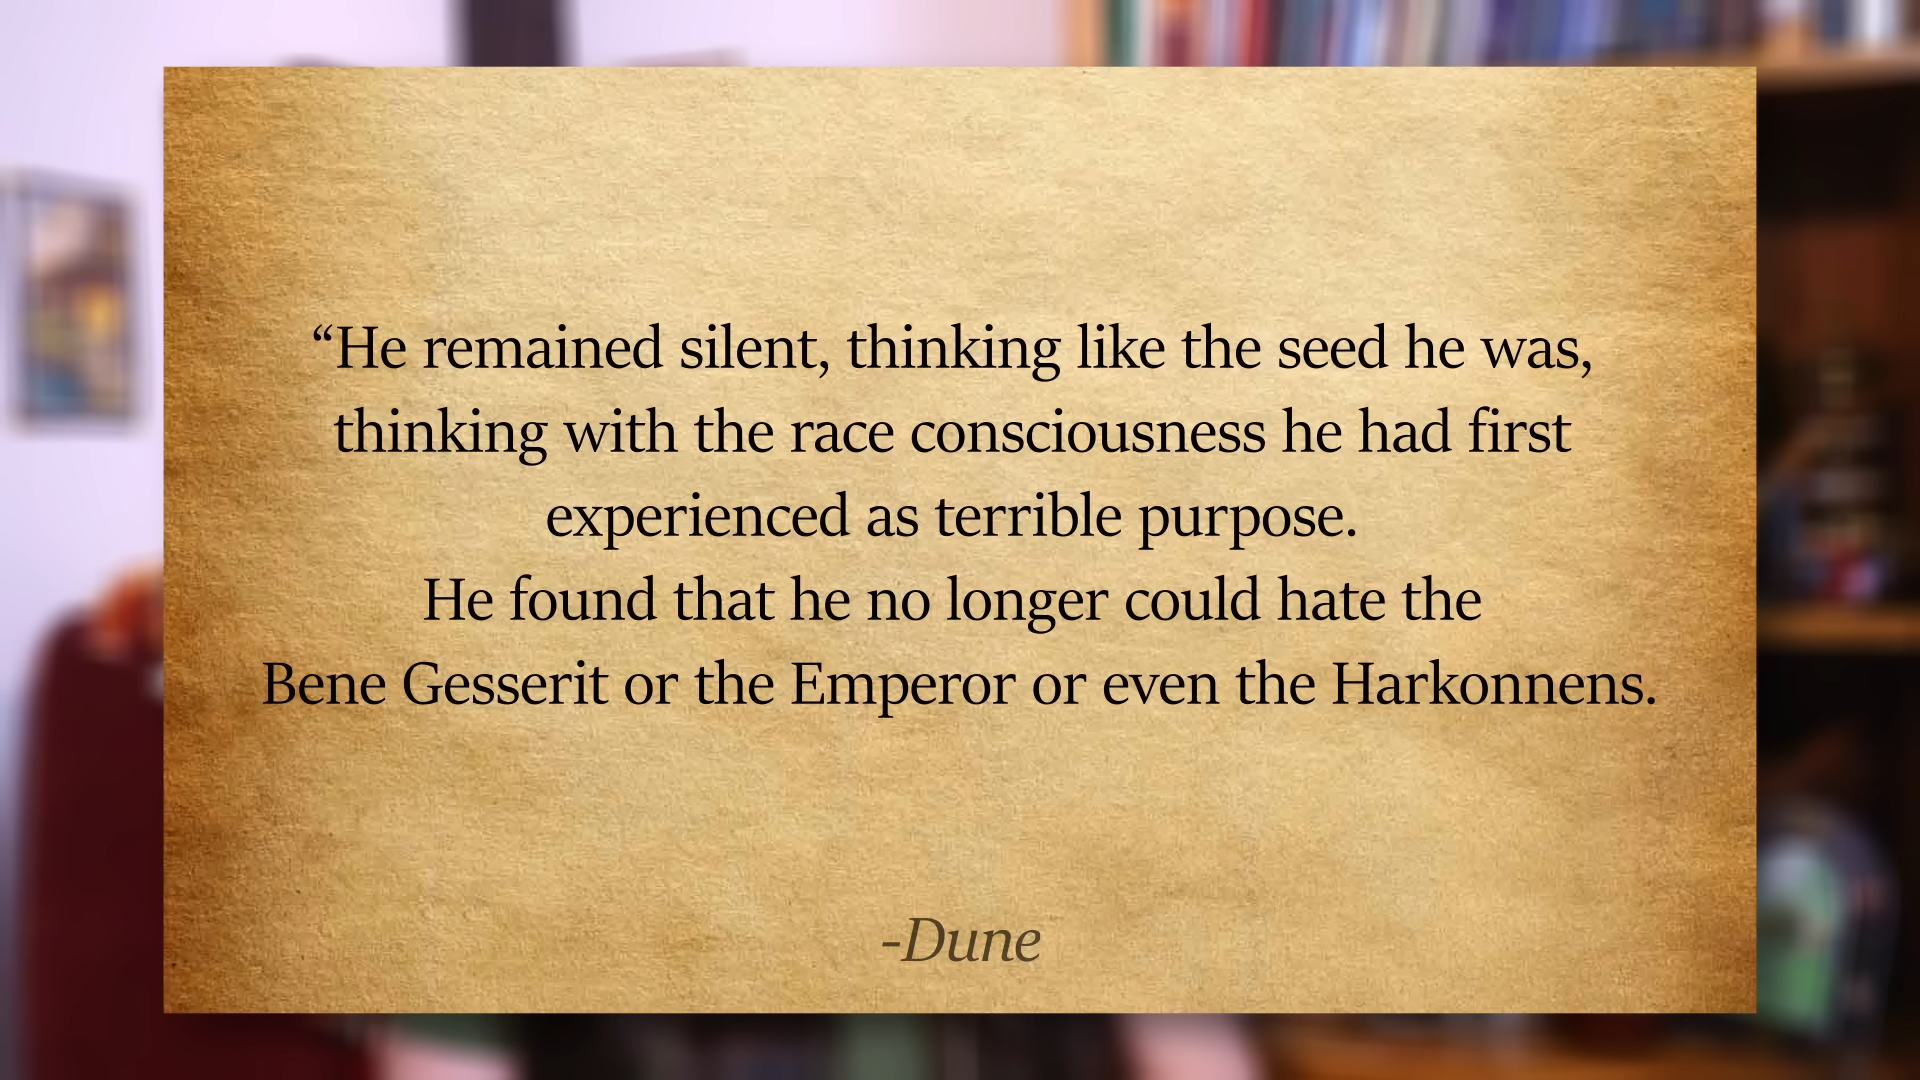 “He remained silent, thinking like the seed he was,
thinking with the race consciousness he had first
experienced as terrible purpose.
He found that he no longer could hate the
Bene Gesserit or the Emperor or even the Harkonnens.
-Dune